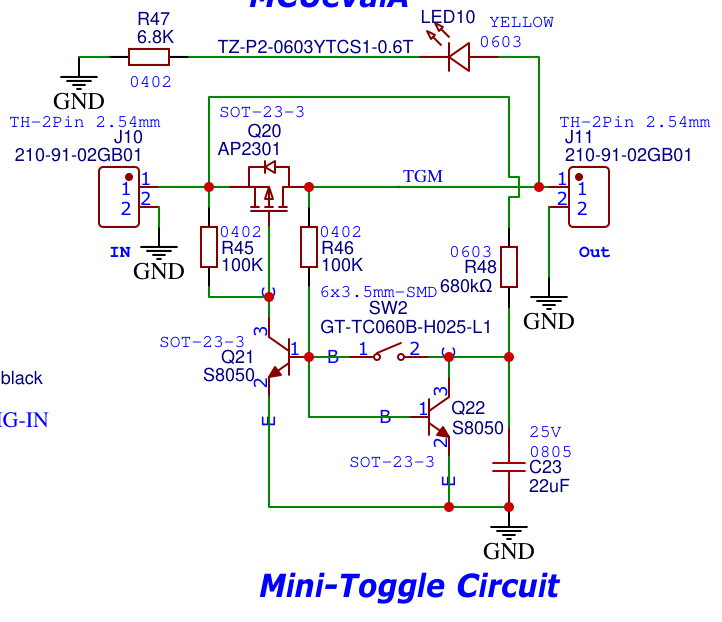 R47
6.8K
0402
TZ-P2-0603YTCS1-0.6T
LED10
YELLOW
0603
GND
TH-2Pin 2.54mm
J10
210-91-02GB01
1
2
1
2
IN
GND
SOT-23-3
Q20
AP2301
TGM
TH-2Pin 2.54mm
J11
210-91-02GB01
1
2
1
2
Out
GND
0402
R45
100K
0402
R46
100K
0603
R48
680kΩ
6x3.5mm-SMD
SW2
GT-TC060B-H025-L1
1
2
C
SOT-23-3
Q21
S8050
3
1
2
B
E
C
3
1
2
B
E
Q22
S8050
SOT-23-3
25V
0805
C23
22uF
GND
black
IG-IN
Mini-Toggle Circuit